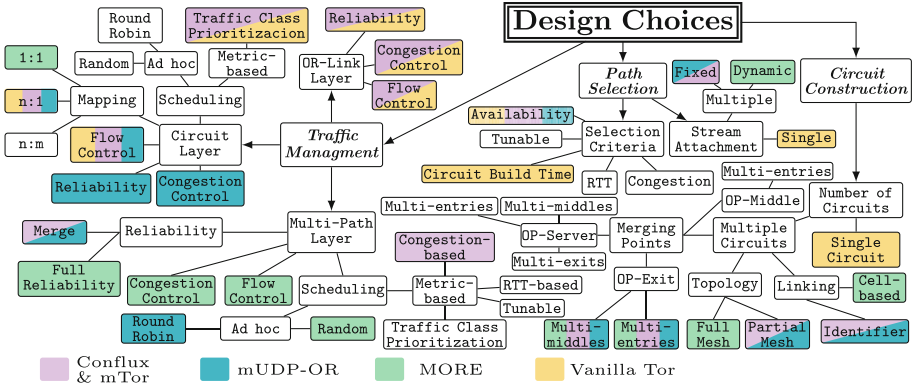 Design Choices
Round
Robin
Traffic Class
Prioritizacion
Reliability
1:1
Random
Ad hoc
Metric-
based
OR-Link
Layer
Congestion
Control
Flow
Control
n:1
Mapping
Scheduling
n:m
Flow
Control
Circuit
Layer
Traffic
Managment
Reliability
Congestion
Control
Path
Selection
Fixed
Dynamic
Multiple
Circuit
Construction
Availability
Tunable
Selection
Criteria
Stream
Attachment
Single
Circuit Build Time
RTT
Congestion
Multi-entries
OP-Middle
Number of
Circuits
Multi-entries
Multi-middles
OP-Server
Multi-exits
Merging
Points
Multiple
Circuits
Single
Circuit
Merge
Reliability
Multi-Path
Layer
Congestion-
based
Full
Reliability
Congestion
Control
Flow
Control
Scheduling
Metric-
based
RTT-based
Tunable
OP-Exit
Topology
Linking
Cell-
based
Round
Robin
Ad hoc
Random
Traffic Class
Prioritization
Multi-
middles
Multi-
entries
Full
Mesh
Partial
Mesh
Identifier
Conflux
& mTor
mUDP-OR
MORE
Vanilla Tor